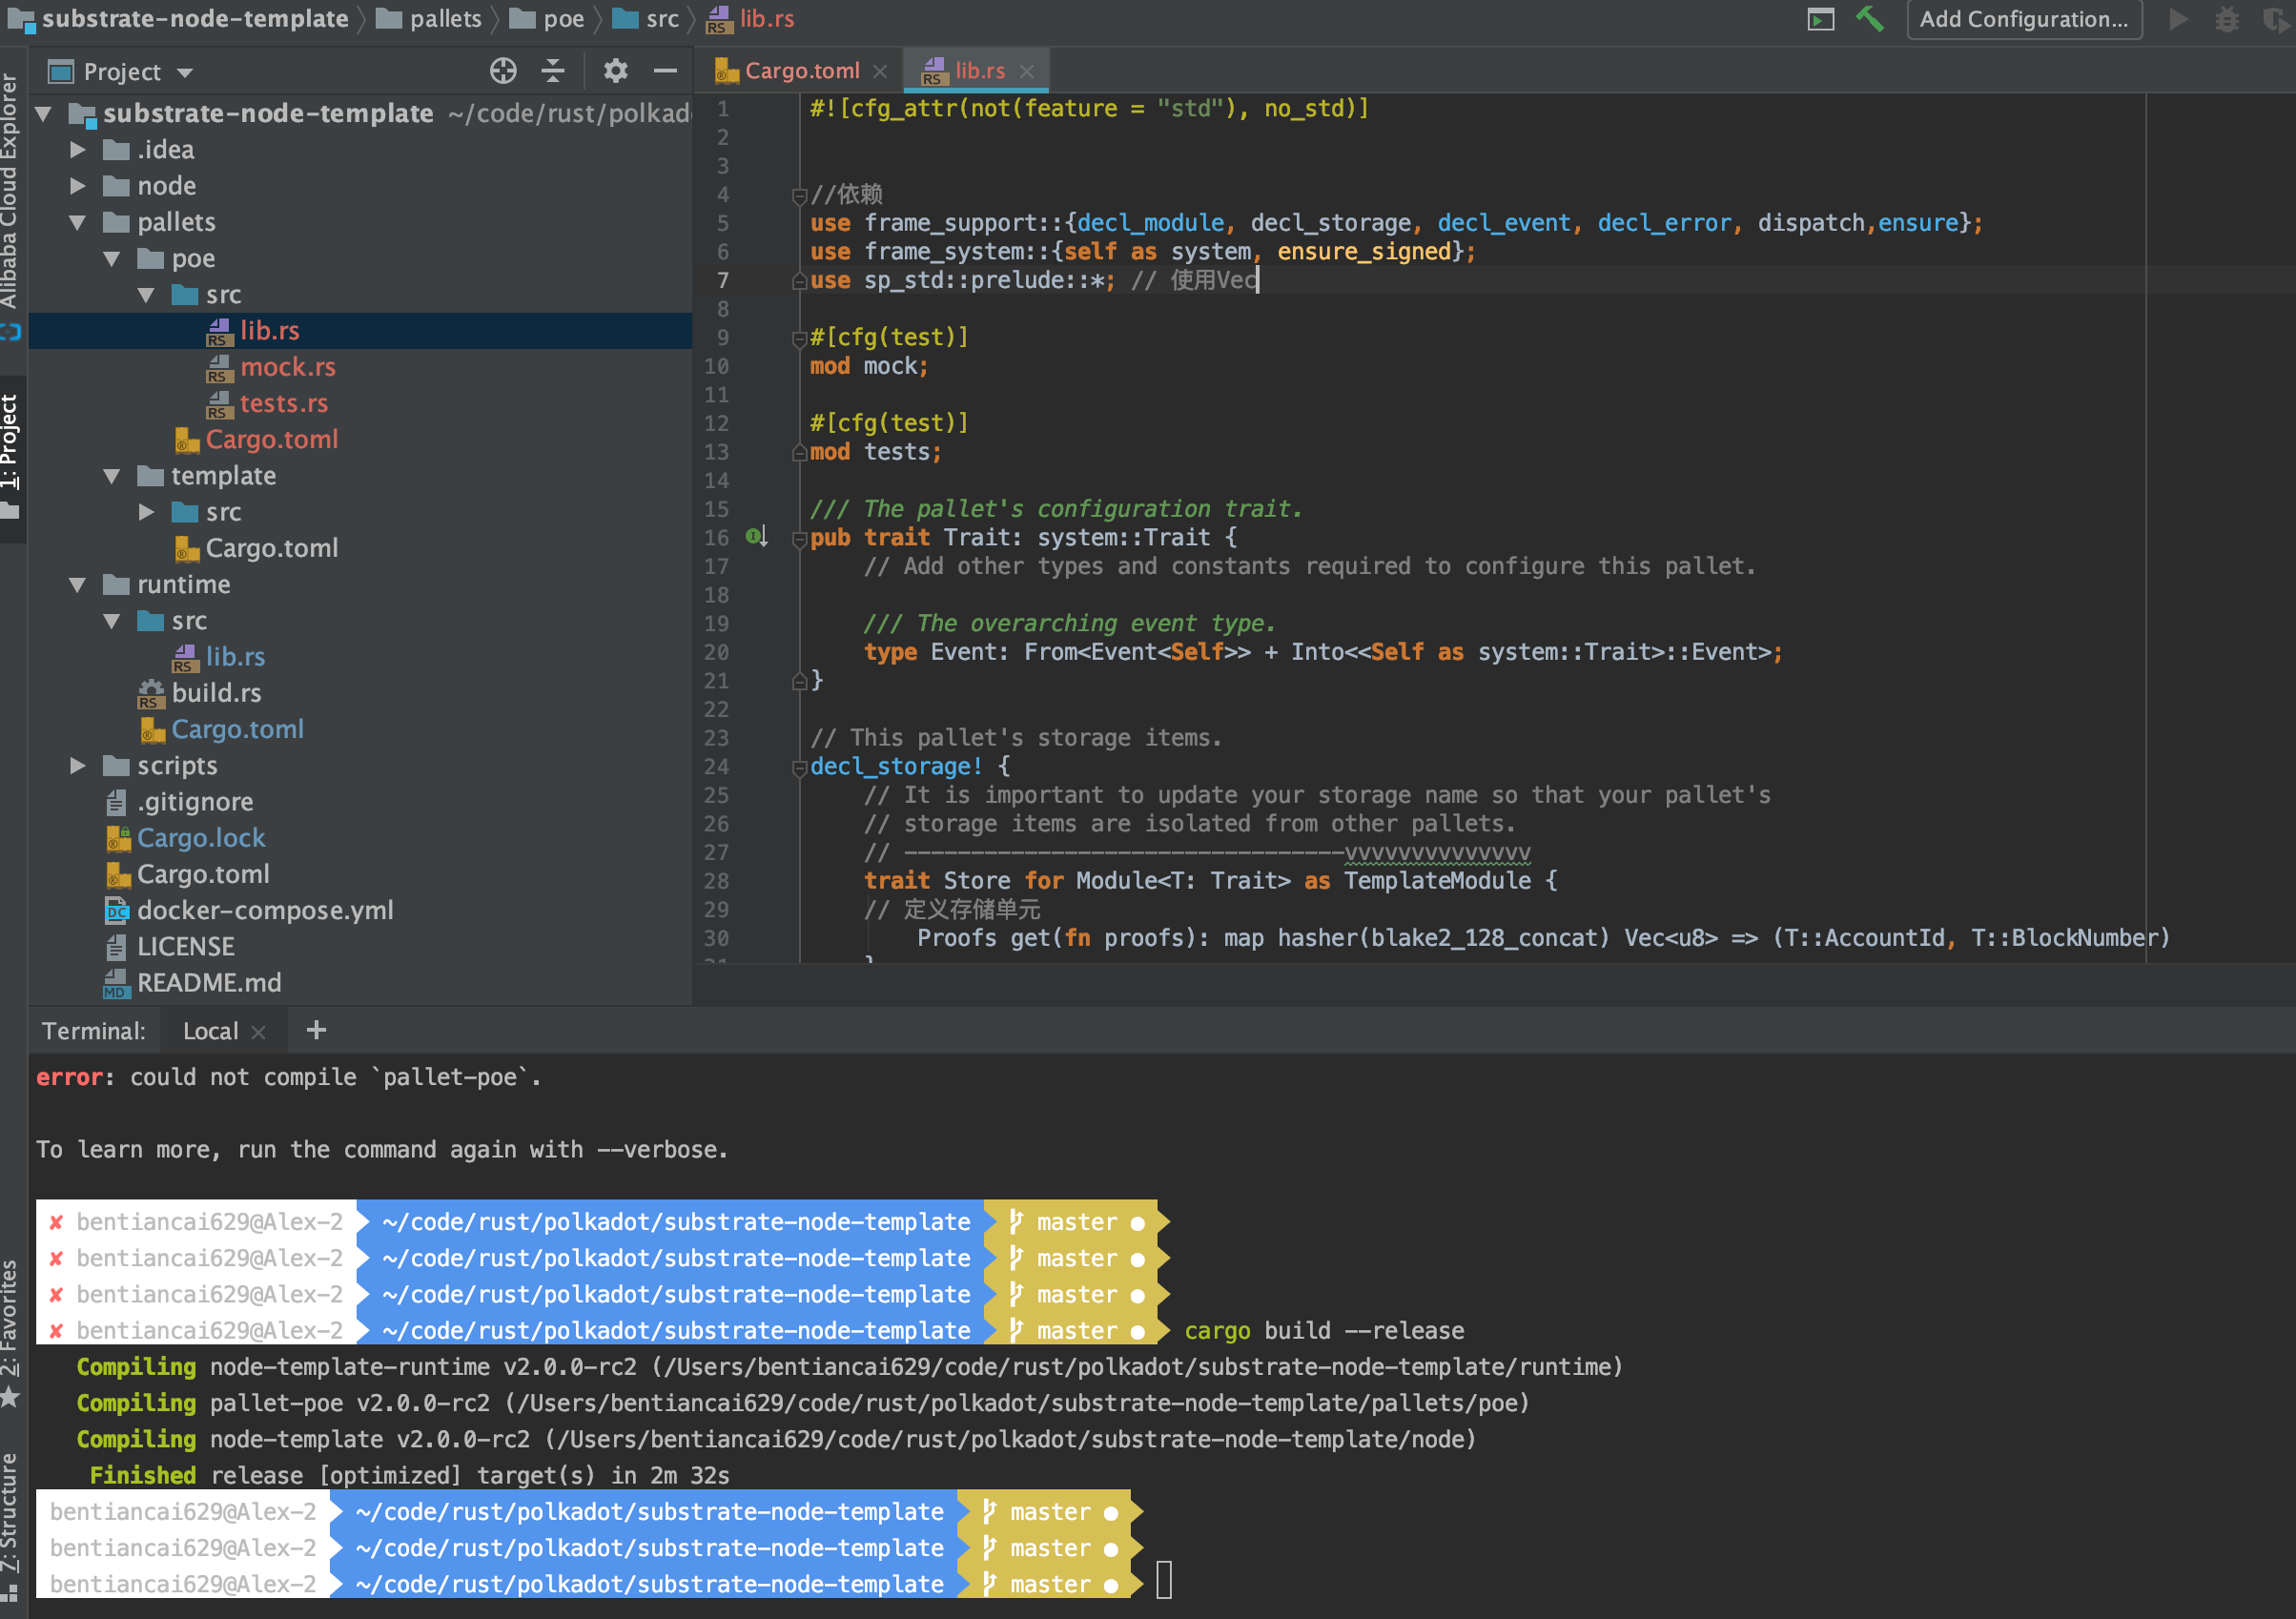 substrate-node-template pallets poe src lib.rs
Add Configuration...
Project
Cargo.toml
lib.rs
Alibaba Cloud Explorer
1: Project
2: Favorites
7: Structure
substrate-node-template ~/code/rust/polkad
.idea
node
pallets
poe
src
lib.rs
mock.rs
tests.rs
Cargo.toml
template
src
Cargo.toml
runtime
src
lib.rs
build.rs
Cargo.toml
scripts
.gitignore
Cargo.lock
Cargo.toml
docker-compose.yml
LICENSE
README.md
1 #![cfg_attr(not(feature = "std"), no_std)]
2
3
4 //依赖
5 use frame_support::{decl_module, decl_storage, decl_event, decl_error, dispatch,ensure};
6 use frame_system::{self as system, ensure_signed};
7 use sp_std::prelude::*; // 使用Vec
8
9 #[cfg(test)]
10 mod mock;
11
12 #[cfg(test)]
13 mod tests;
14
15 /// The pallet's configuration trait.
16 pub trait Trait: system::Trait {
17 // Add other types and constants required to configure this pallet.
18
19 /// The overarching event type.
20 type Event: From<Event<Self>> + Into<<Self as system::Trait>::Event>;
21 }
22
23 // This pallet's storage items.
24 decl_storage! {
25 // It is important to update your storage name so that your pallet's
26 // storage items are isolated from other pallets.
27 // ---------------------------------vvvvvvvvvvvvvv
28 trait Store for Module<T: Trait> as TemplateModule {
29 // 定义存储单元
30 Proofs get(fn proofs): map hasher(blake2_128_concat) Vec<u8> => (T::AccountId, T::BlockNumber)
Terminal: Local +
error: could not compile `pallet-poe`.
To learn more, run the command again with --verbose.
✘ bentiancai629@Alex-2 ~/code/rust/polkadot/substrate-node-template master ●
✘ bentiancai629@Alex-2 ~/code/rust/polkadot/substrate-node-template master ●
✘ bentiancai629@Alex-2 ~/code/rust/polkadot/substrate-node-template master ●
✘ bentiancai629@Alex-2 ~/code/rust/polkadot/substrate-node-template master ● cargo build --release
Compiling node-template-runtime v2.0.0-rc2 (/Users/bentiancai629/code/rust/polkadot/substrate-node-template/runtime)
Compiling pallet-poe v2.0.0-rc2 (/Users/bentiancai629/code/rust/polkadot/substrate-node-template/pallets/poe)
Compiling node-template v2.0.0-rc2 (/Users/bentiancai629/code/rust/polkadot/substrate-node-template/node)
Finished release [optimized] target(s) in 2m 32s
bentiancai629@Alex-2 ~/code/rust/polkadot/substrate-node-template master ●
bentiancai629@Alex-2 ~/code/rust/polkadot/substrate-node-template master ●
bentiancai629@Alex-2 ~/code/rust/polkadot/substrate-node-template master ●